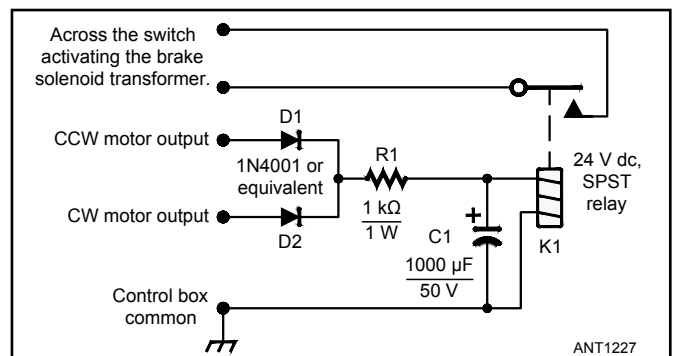 Across the switch
activating the brake
solenoid transformer.
D1
CCW motor output
1N4001 or
equivalent
R1
24 V dc,
SPST
relay
CW motor output
D2
1 kΩ
1 W
+
C1
K1
1000 µF
50 V
Control box
common
ANT1227